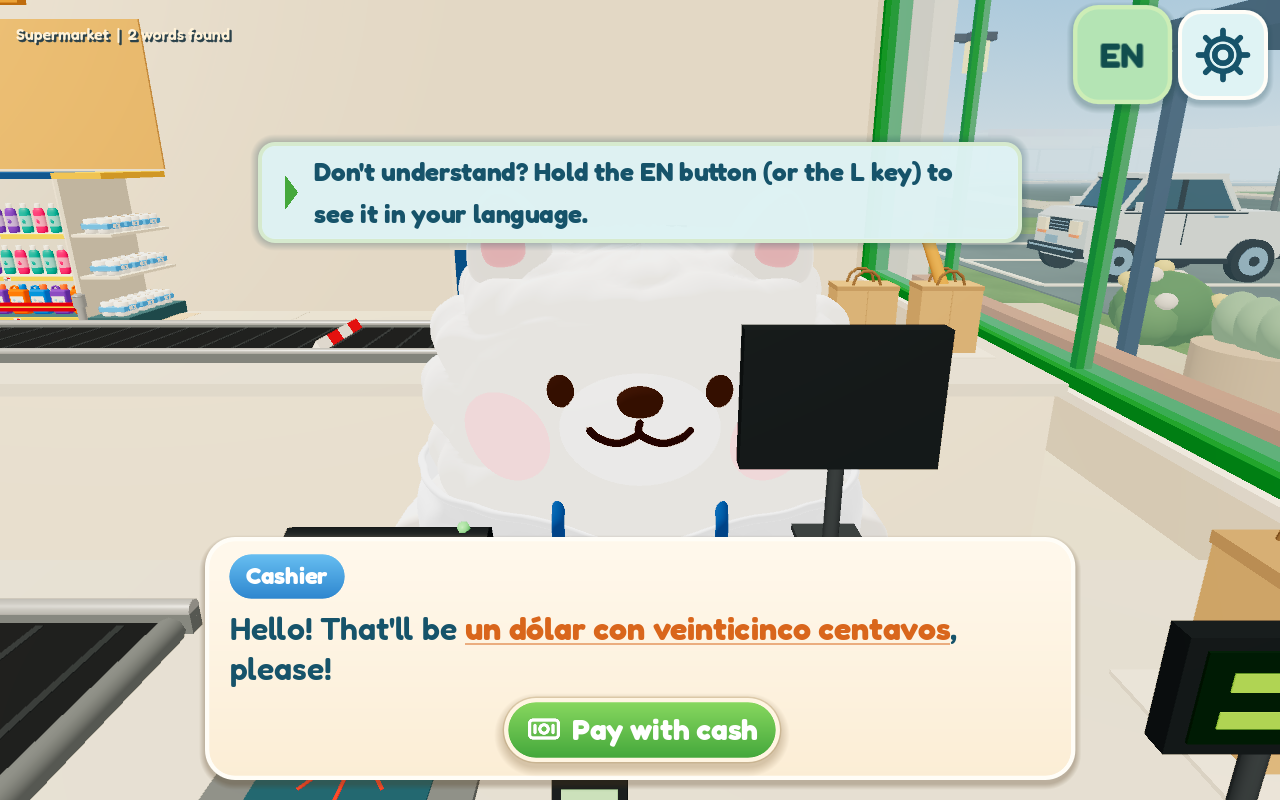 Supermarket | 2 words found
EN
Don't understand? Hold the EN button (or the L key) to
see it in your language.
Cashier
Hello! That'll be un dólar con veinticinco centavos,
please!
Pay with cash